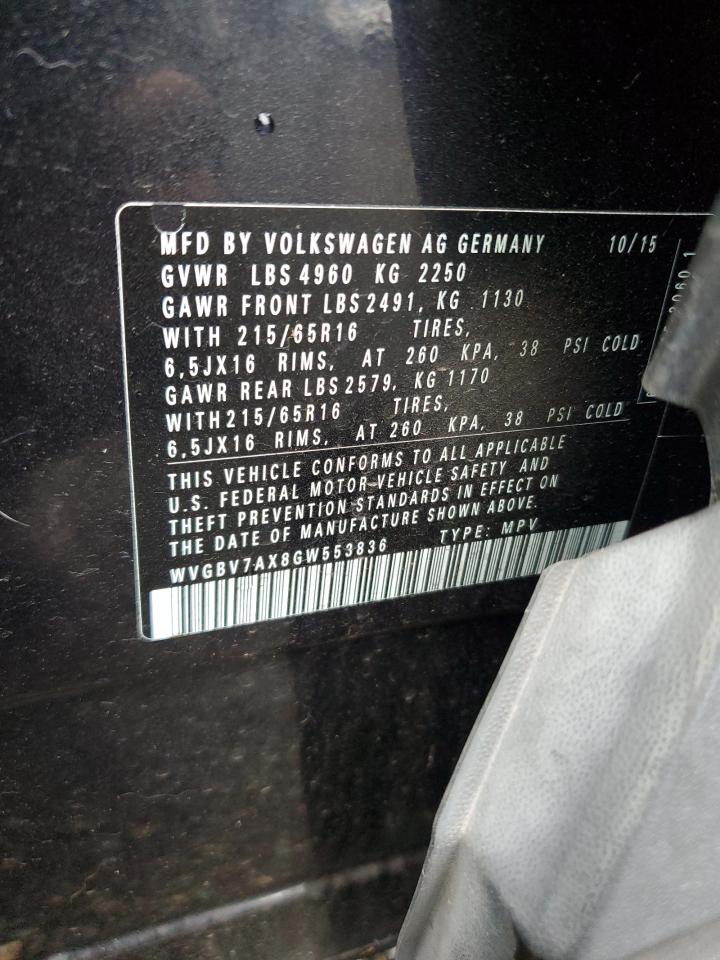 MFD BY VOLKSWAGEN AG GERMANY 10/15
GVWR LBS 4960 KG 2250
GAWR FRONT LBS 2491, KG 1130
WITH 215/65R16 TIRES,
6,5JX16 RIMS, AT 260 KPA, 38 PSI COLD
GAWR REAR LBS 2579, KG 1170
WITH 215/65R16 TIRES,
6,5JX16 RIMS, AT 260 KPA, 38 PSI COLD
THIS VEHICLE CONFORMS TO ALL APPLICABLE
U.S. FEDERAL MOTOR VEHICLE SAFETY AND
THEFT PREVENTION STANDARDS IN EFFECT ON
THE DATE OF MANUFACTURE SHOWN ABOVE.
WVGBV7AX8GW553836 TYPE: MPV